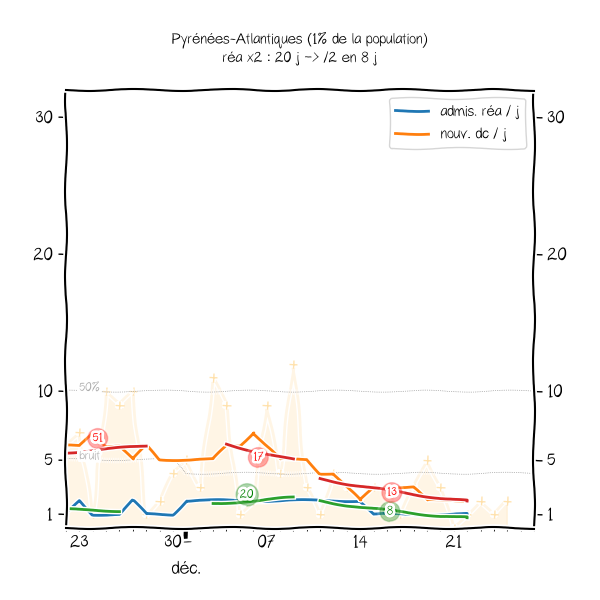 Pyrénées-Atlantiques (1% de la population)
réa x2 : 20 j -> /2 en 8 j
admis. réa / j
nouv. dc / j
30 30
20 20
10 10
50%
51
bruit
17
5 5
20
13
8
1 1
23 30 07 14 21
déc.